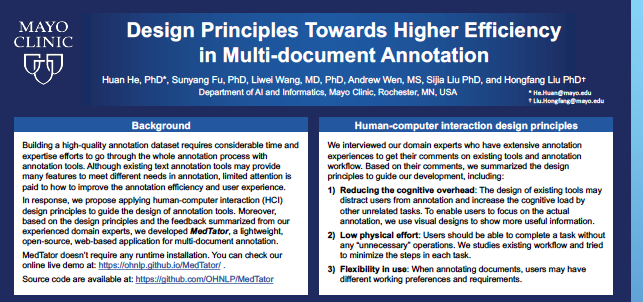 MAYO
CLINIC
Design Principles Towards Higher Efficiency
in Multi-document Annotation
Huan He, PhD*, Sunyang Fu, PhD, Liwei Wang, MD, PhD, Andrew Wen, MS, Sijia Liu PhD, and Hongfang Liu PhD†
Department of AI and Informatics, Mayo Clinic, Rochester, MN, USA
* He.Huan@mayo.edu
† Liu.Hongfang@mayo.edu
Background
Building a high-quality annotation dataset requires considerable time and
expertise efforts to go through the whole annotation process with
annotation tools. Although existing text annotation tools may provide
many features to meet different needs in annotation, limited attention is
paid to how to improve the annotation efficiency and user experience.
In response, we propose applying human-computer interaction (HCI)
design principles to guide the design of annotation tools. Moreover,
based on the design principles and the feedback summarized from our
experienced domain experts, we developed MedTator, a lightweight,
open-source, web-based application for multi-document annotation.
MedTator doesn't require any runtime installation. You can check our
online live demo at: https://ohnlp.github.io/MedTator/ .
Source code are available at: https://github.com/OHNLP/MedTator
Human-computer interaction design principles
We interviewed our domain experts who have extensive annotation
experiences to get their comments on existing tools and annotation
workflow. Based on their comments, we summarized the design
principles to guide our development, including:
1) Reducing the cognitive overhead: The design of existing tools may
distract users from annotation and increase the cognitive load by
other unrelated tasks. To enable users to focus on the actual
annotation, we use visual designs to show more useful information.
2) Low physical effort: Users should be able to complete a task without
any “unnecessary” operations. We studies existing workflow and tried
to minimize the steps in each task.
3) Flexibility in use: When annotating documents, users may have
different working preferences and requirements.